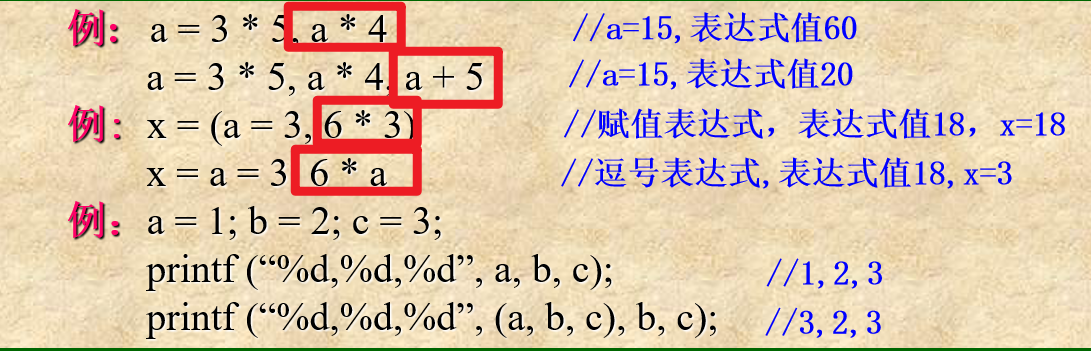 例： a = 3 * 5, a * 4 //a=15,表达式值60
a = 3 * 5, a * 4, a + 5 //a=15,表达式值20
例： x = (a = 3, 6 * 3) //赋值表达式，表达式值18，x=18
x = a = 3 6 * a //逗号表达式,表达式值18,x=3
例： a = 1; b = 2; c = 3;
printf (“%d,%d,%d”, a, b, c); //1,2,3
printf (“%d,%d,%d”, (a, b, c), b, c); //3,2,3